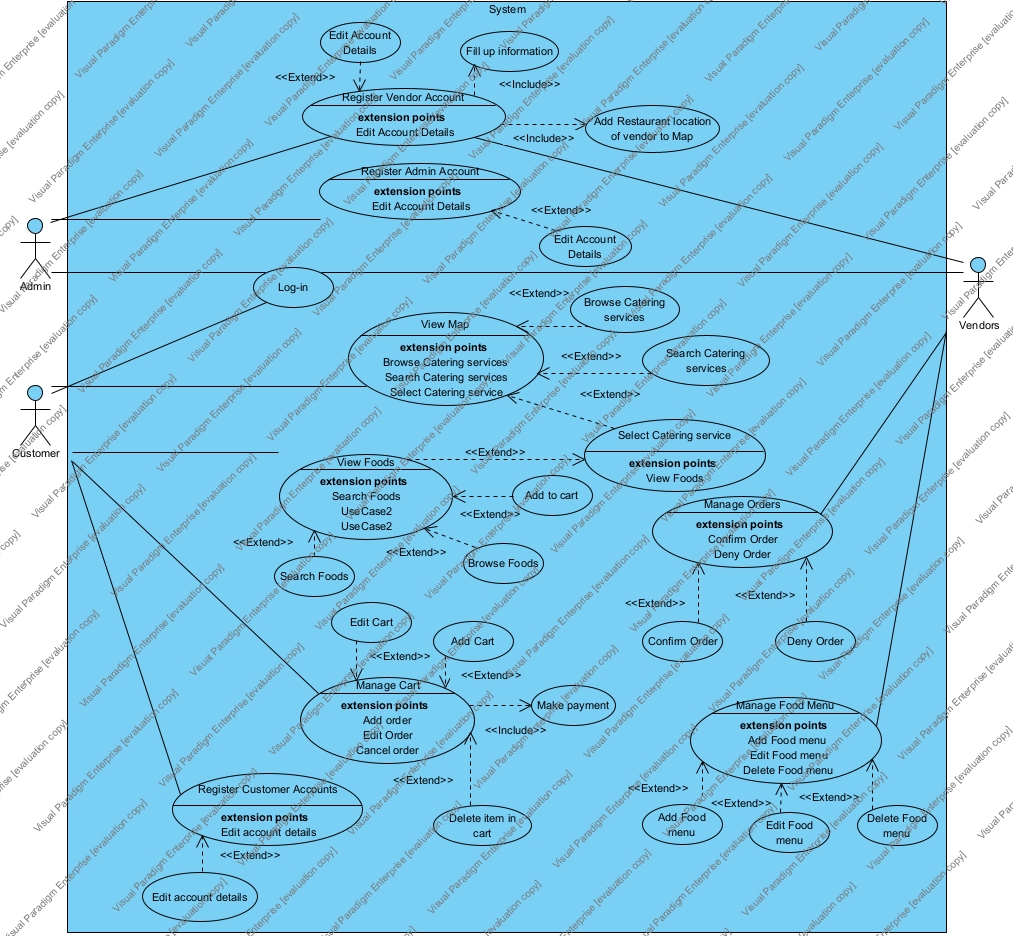 System
Edit Account
Details
Fill up information
<<Extend>>
<<Include>>
Register Vendor Account
extension points
Edit Account Details
Add Restaurant location
of vendor to Map
<<Include>>
Register Admin Account
extension points
Edit Account Details
<<Extend>>
Edit Account
Details
Admin
Vendors
Log-in
<<Extend>>
Browse Catering
services
View Map
extension points
Browse Catering services
Search Catering services
Select Catering service
<<Extend>>
Search Catering
services
<<Extend>>
Customer
Select Catering service
extension points
View Foods
<<Extend>>
View Foods
extension points
Search Foods
UseCase2
UseCase2
Add to cart
<<Extend>>
Manage Orders
extension points
Confirm Order
Deny Order
<<Extend>>
<<Extend>>
Search Foods
Browse Foods
<<Extend>>
<<Extend>>
Edit Cart
Add Cart
Confirm Order
Deny Order
<<Extend>>
<<Extend>>
Manage Cart
extension points
Add order
Edit Order
Cancel order
Make payment
<<Include>>
Manage Food Menu
extension points
Add Food menu
Edit Food menu
Delete Food menu
<<Extend>>
Register Customer Accounts
extension points
Edit account details
<<Extend>>
<<Extend>>
<<Extend>>
Delete item in
cart
Add Food
menu
Edit Food
menu
Delete Food
menu
<<Extend>>
Edit account details
Visual Paradigm Enterprise [evaluation copy]